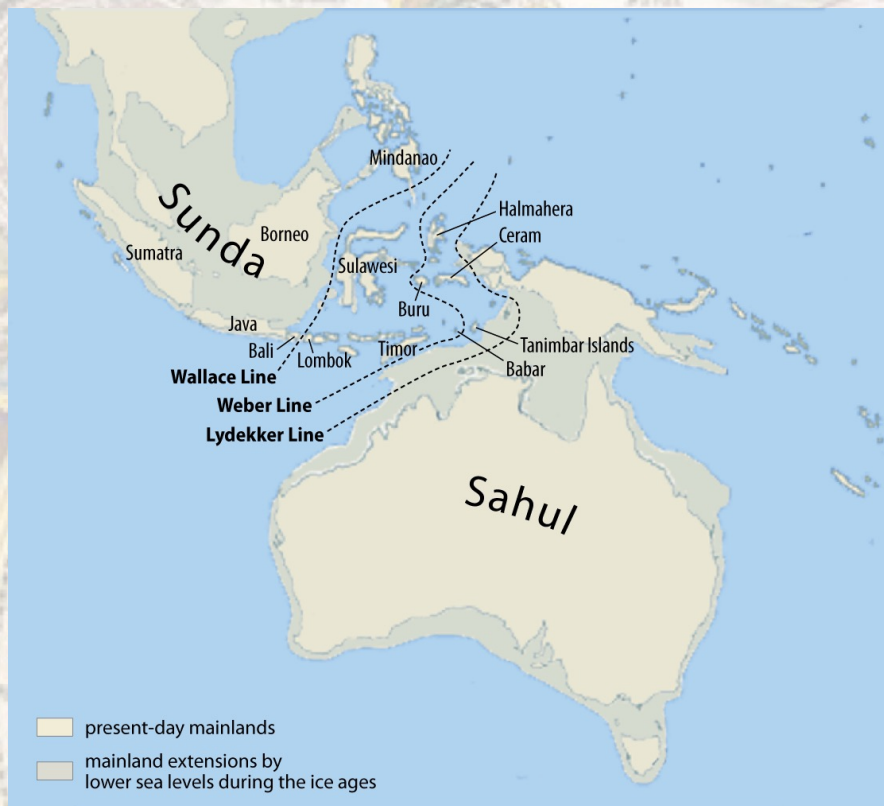 Mindanao
Halmahera
Ceram
Sunda
Borneo
Sumatra
Sulawesi
Buru
Java
Bali
Lombok
Timor
Tanimbar Islands
Babar
Wallace Line
Weber Line
Lydekker Line
Sahul
present-day mainlands
mainland extensions by
lower sea levels during the ice ages